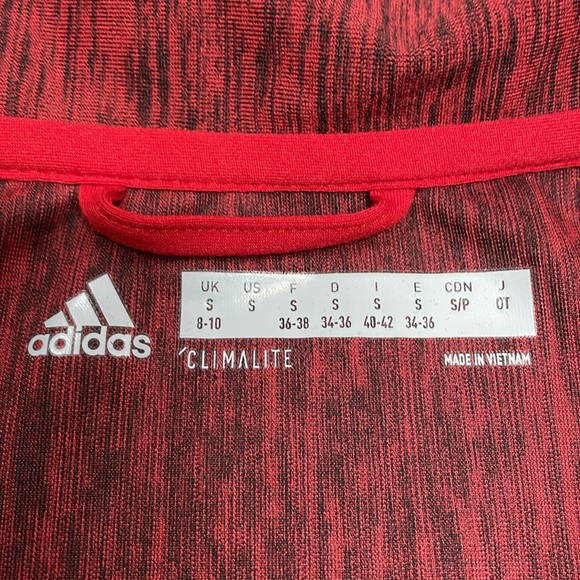 adidas
UK US F D I E CDN J
S S S S S S S/P OT
8-10 36-38 34-36 40-42 34-36
CLIMALITE
MADE IN VIETNAM